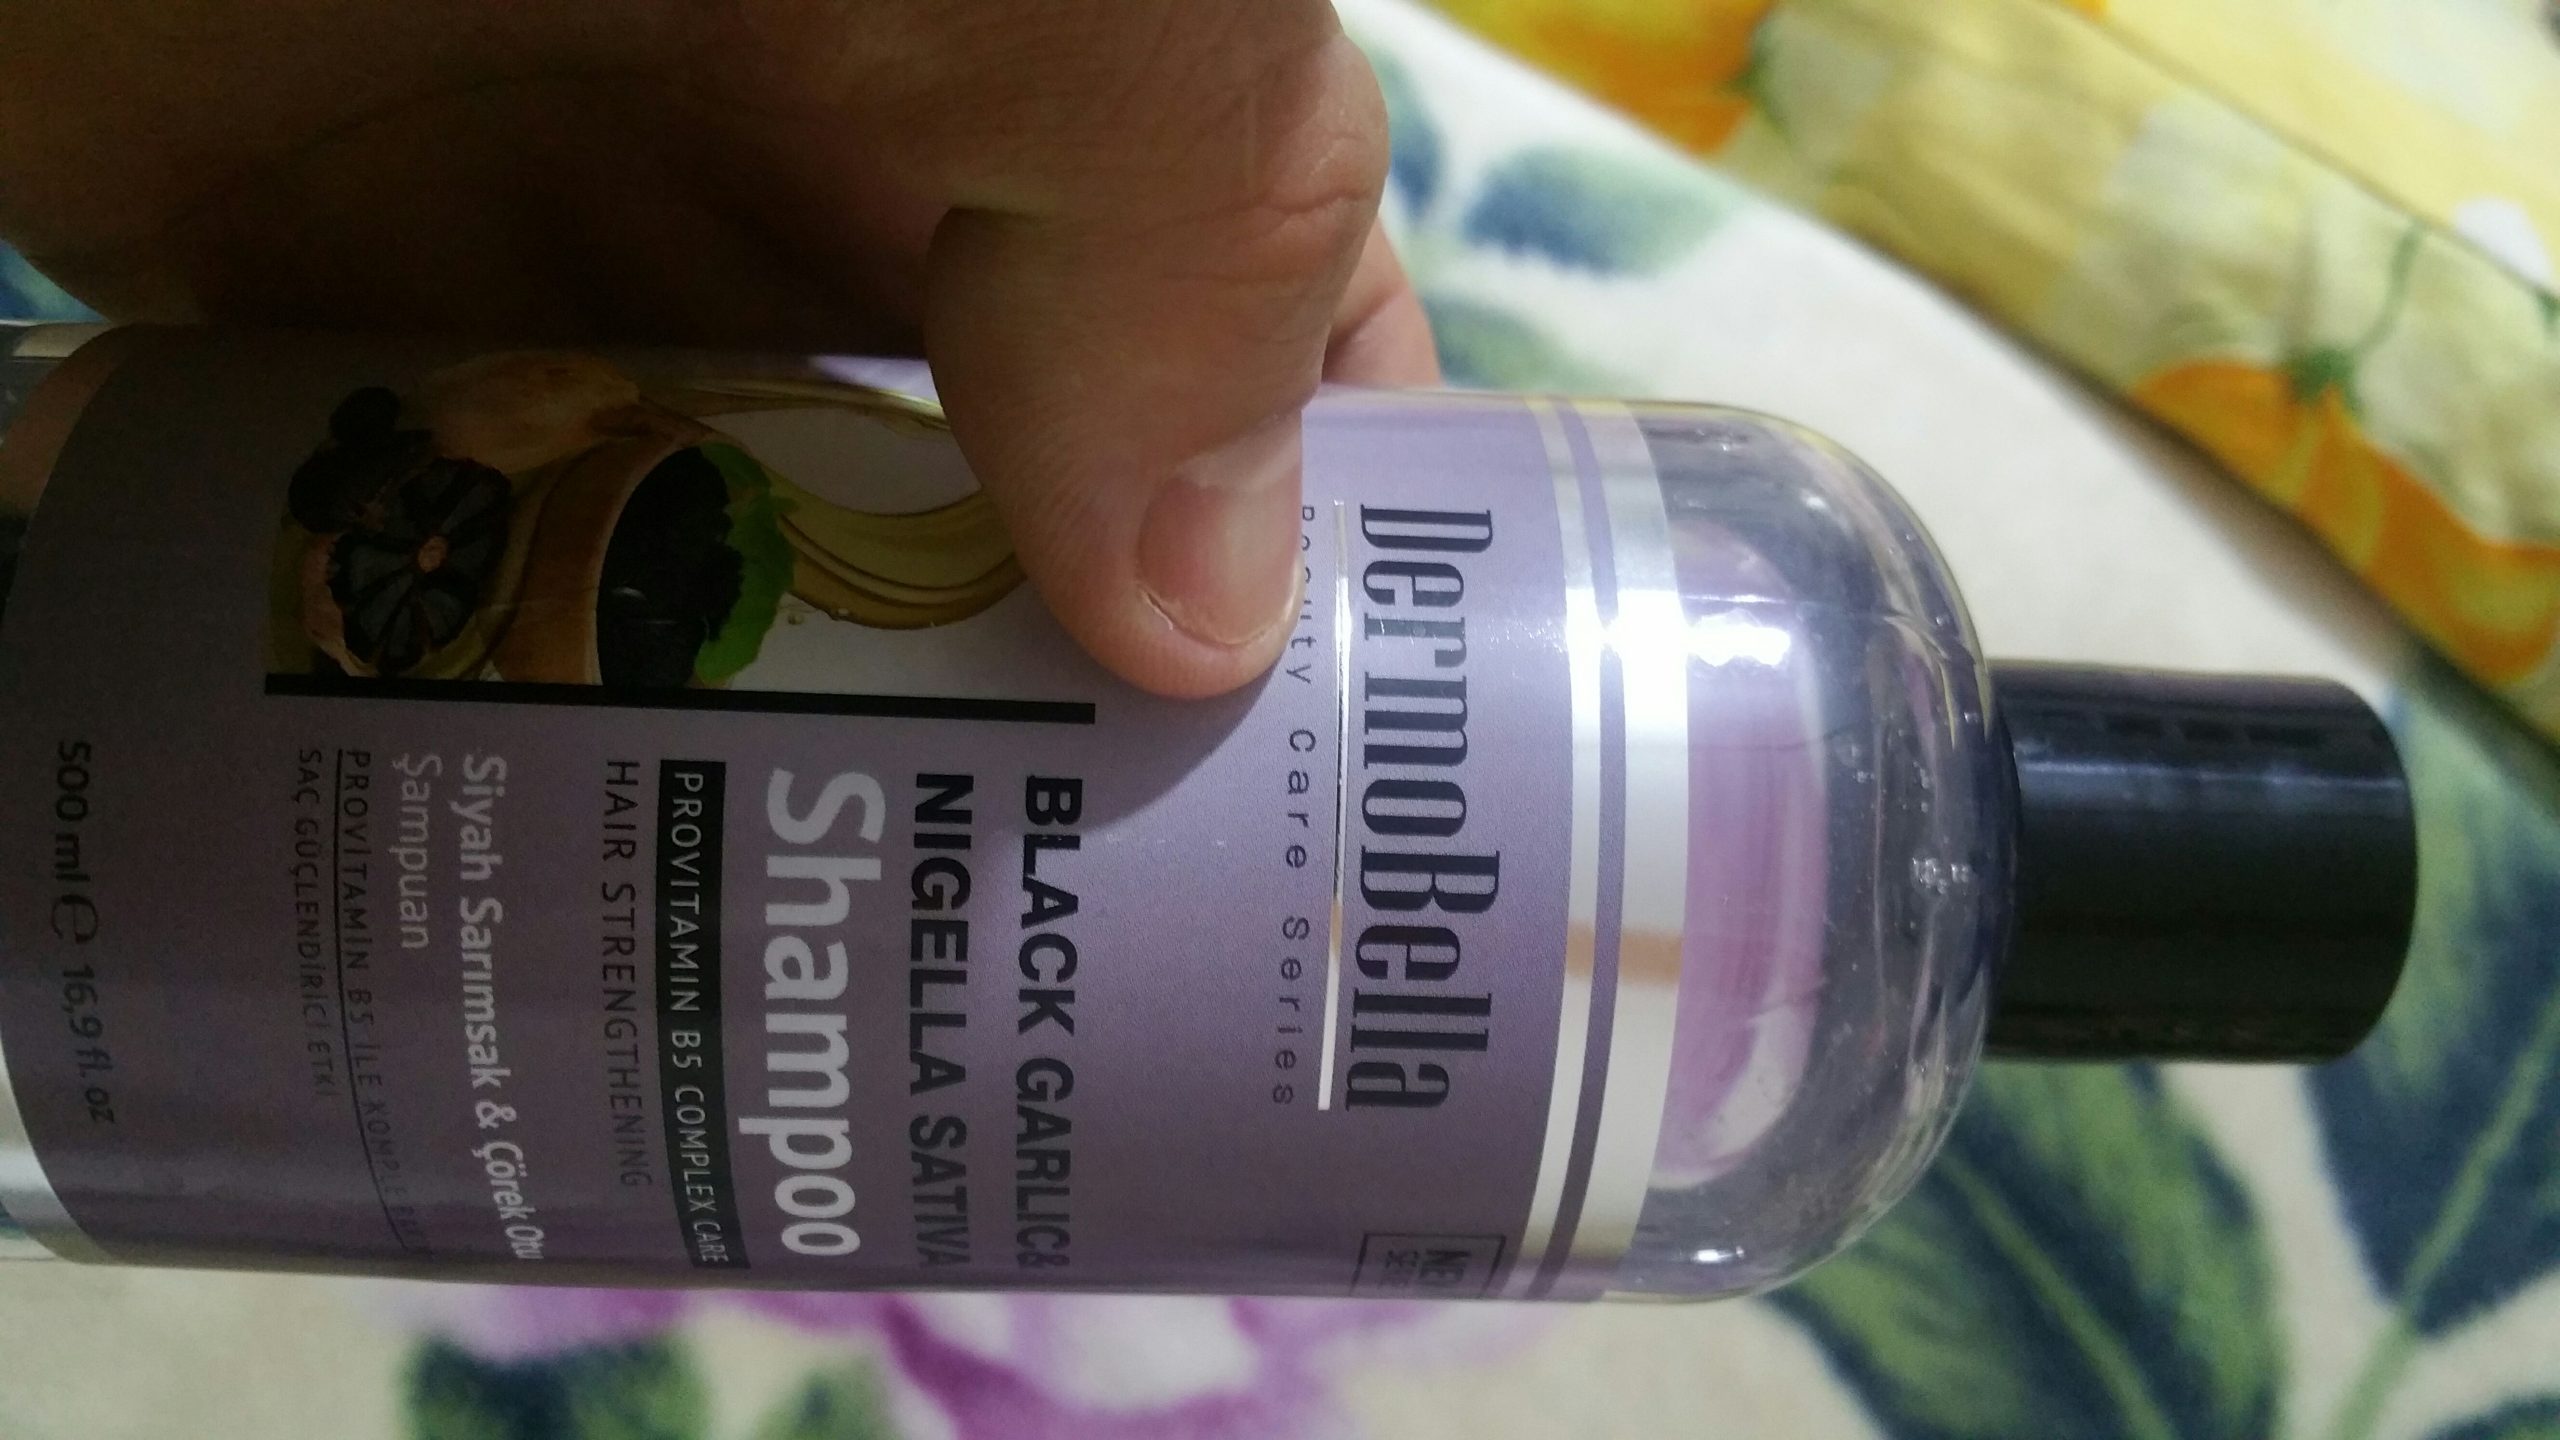 DermoBella
Beauty Care Series
NEW
BLACK GARLIC&
NIGELLA SATIVA
Shampoo
PROVITAMIN B5 COMPLEX CARE
HAIR STRENGTHENING
Siyah Sarımsak & Çörek Otu
Şampuan
PROVİTAMİN B5 İLE KOMPLE
SAÇ GÜÇLENDİRİCİ ETKİ
500 ml ℮ 16,9 fl. oz